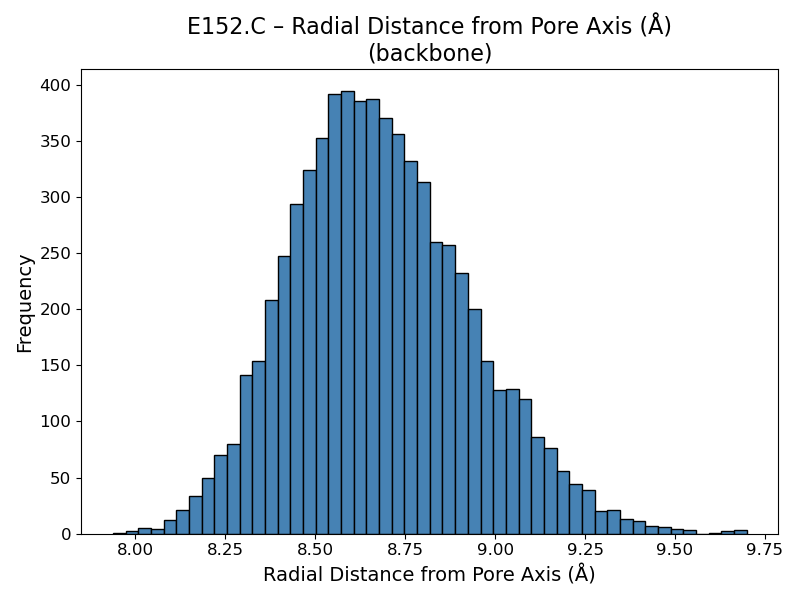 E152.C – Radial Distance from Pore Axis (Å)
(backbone)
400
350
300
250
200
150
100
50
0
Frequency
8.00 8.25 8.50 8.75 9.00 9.25 9.50 9.75
Radial Distance from Pore Axis (Å)